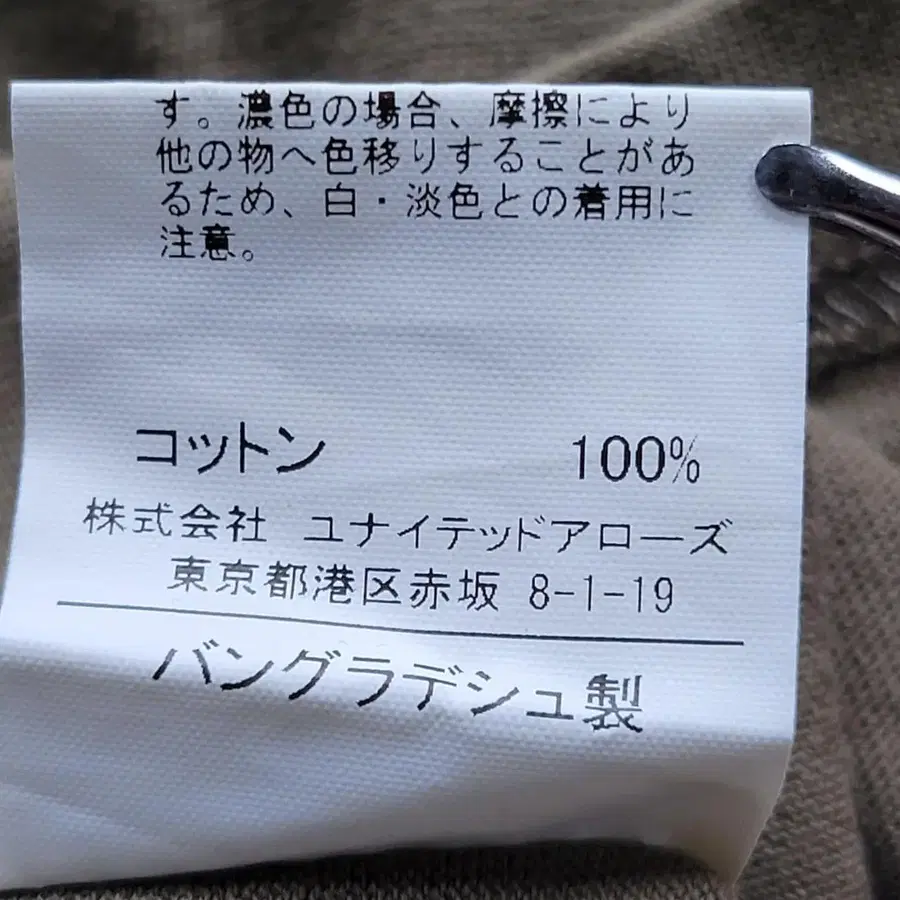 す。濃色の場合、摩擦により
他の物へ色移りすることがあ
るため、白・淡色との着用に
注意。
コットン 100%
株式会社 ユナイテッドアローズ
東京都港区赤坂 8-1-19
バングラデシュ製